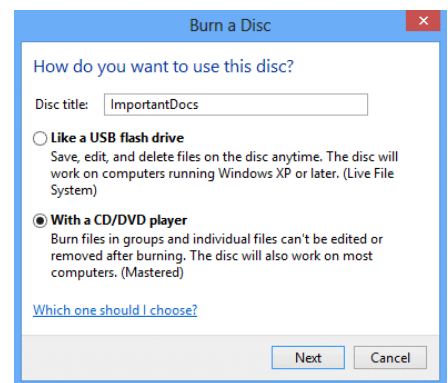 Burn a Disc
How do you want to use this disc?
Disc title: ImportantDocs
Like a USB flash drive
Save, edit, and delete files on the disc anytime. The disc will
work on computers running Windows XP or later. (Live File
System)
With a CD/DVD player
Burn files in groups and individual files can't be edited or
removed after burning. The disc will also work on most
computers. (Mastered)
Which one should I choose?
Next Cancel